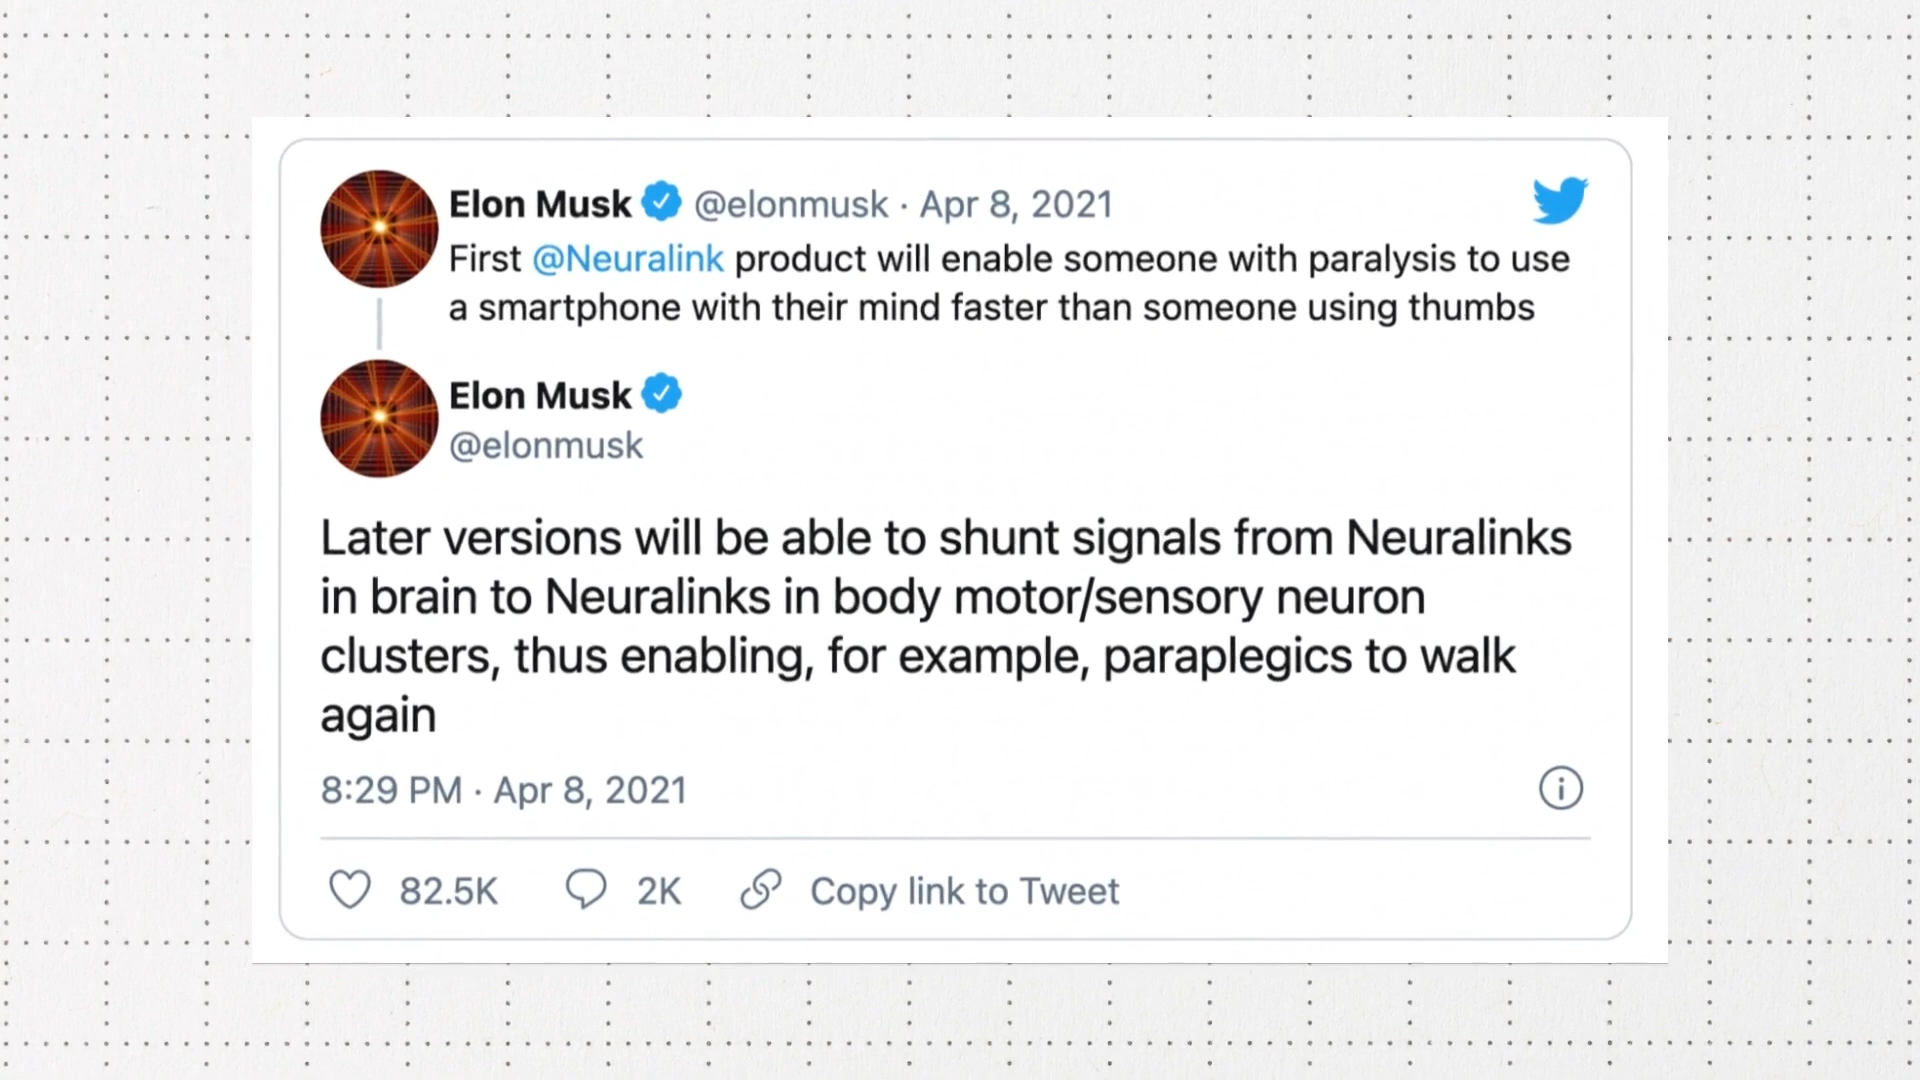 Elon Musk @elonmusk · Apr 8, 2021
First @Neuralink product will enable someone with paralysis to use
a smartphone with their mind faster than someone using thumbs
Elon Musk
@elonmusk
Later versions will be able to shunt signals from Neuralinks
in brain to Neuralinks in body motor/sensory neuron
clusters, thus enabling, for example, paraplegics to walk
again
8:29 PM · Apr 8, 2021
82.5K 2K Copy link to Tweet